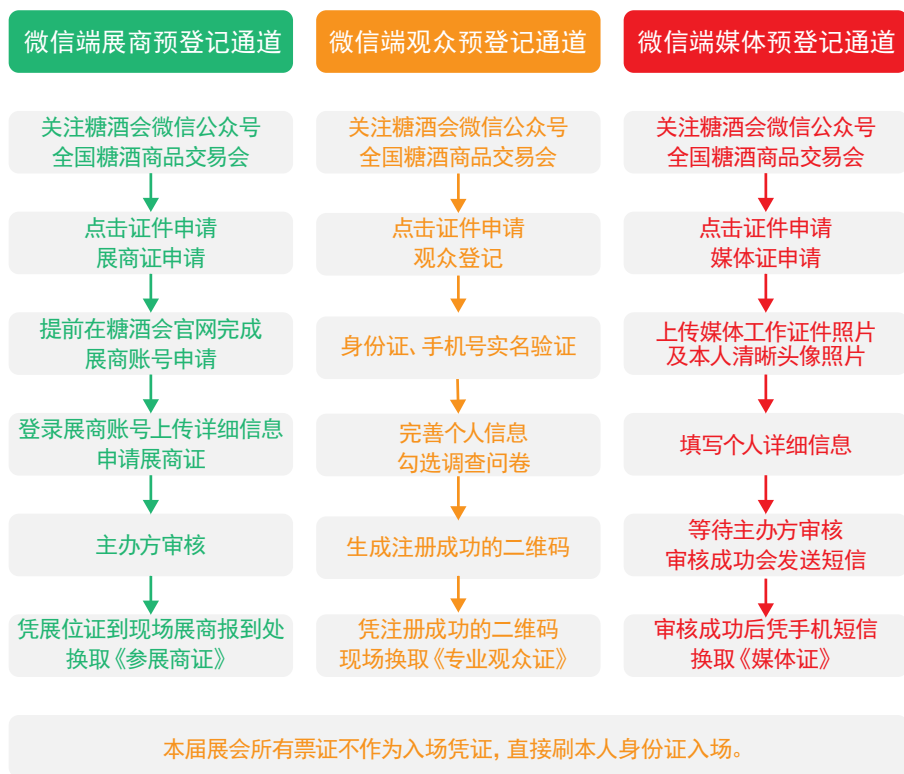 微信端展商预登记通道
关注糖酒会微信公众号
全国糖酒商品交易会
点击证件申请
展商证申请
提前在糖酒会官网完成
展商账号申请
登录展商账号上传详细信息
申请展商证
主办方审核
凭展位证到现场展商报到处
换取《参展商证》
微信端观众预登记通道
关注糖酒会微信公众号
全国糖酒商品交易会
点击证件申请
观众登记
身份证、手机号实名验证
完善个人信息
勾选调查问卷
生成注册成功的二维码
凭注册成功的二维码
现场换取《专业观众证》
微信端媒体预登记通道
关注糖酒会微信公众号
全国糖酒商品交易会
点击证件申请
媒体证申请
上传媒体工作证件照片
及本人清晰头像照片
填写个人详细信息
等待主办方审核
审核成功会发送短信
审核成功后凭手机短信
换取《媒体证》
本届展会所有票证不作为入场凭证,直接刷本人身份证入场。